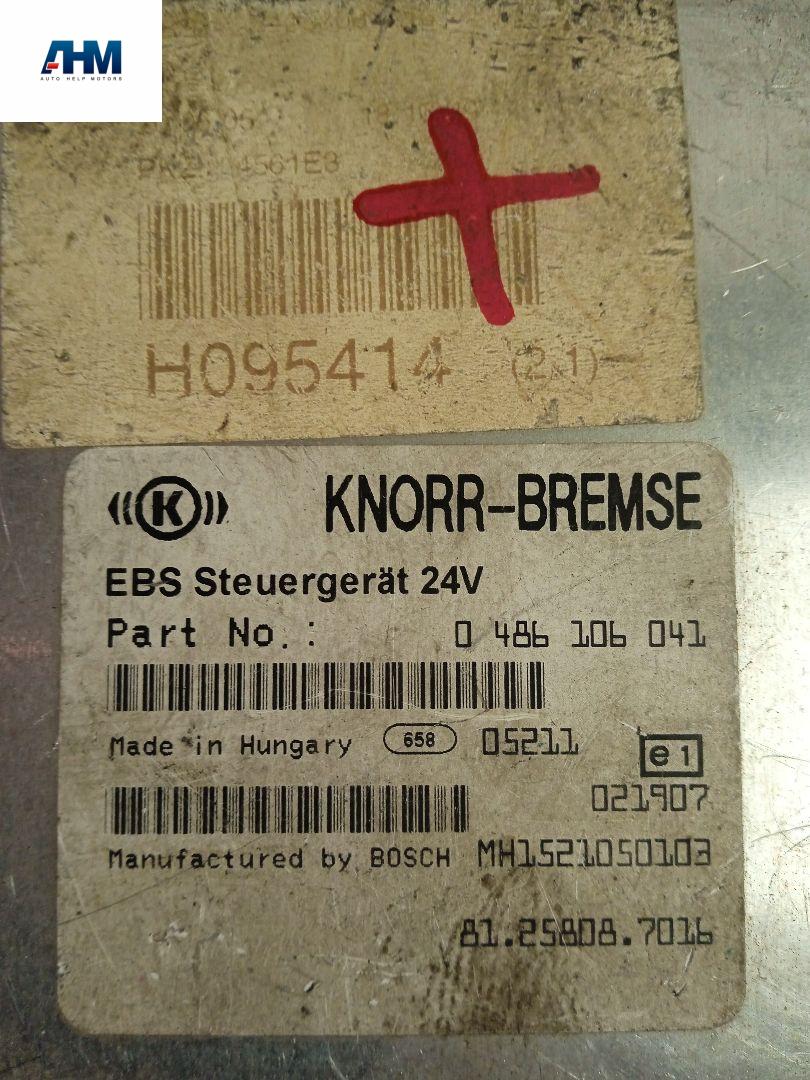 AHM
AUTO HELP MOTORS
H095414 (2.1)
K KNORR-BREMSE
EBS Steuergerät 24V
Part No.: 0 486 106 041
Made in Hungary 658 05211 e1
021907
Manufactured by BOSCH MH1521050103
81.25808.7016